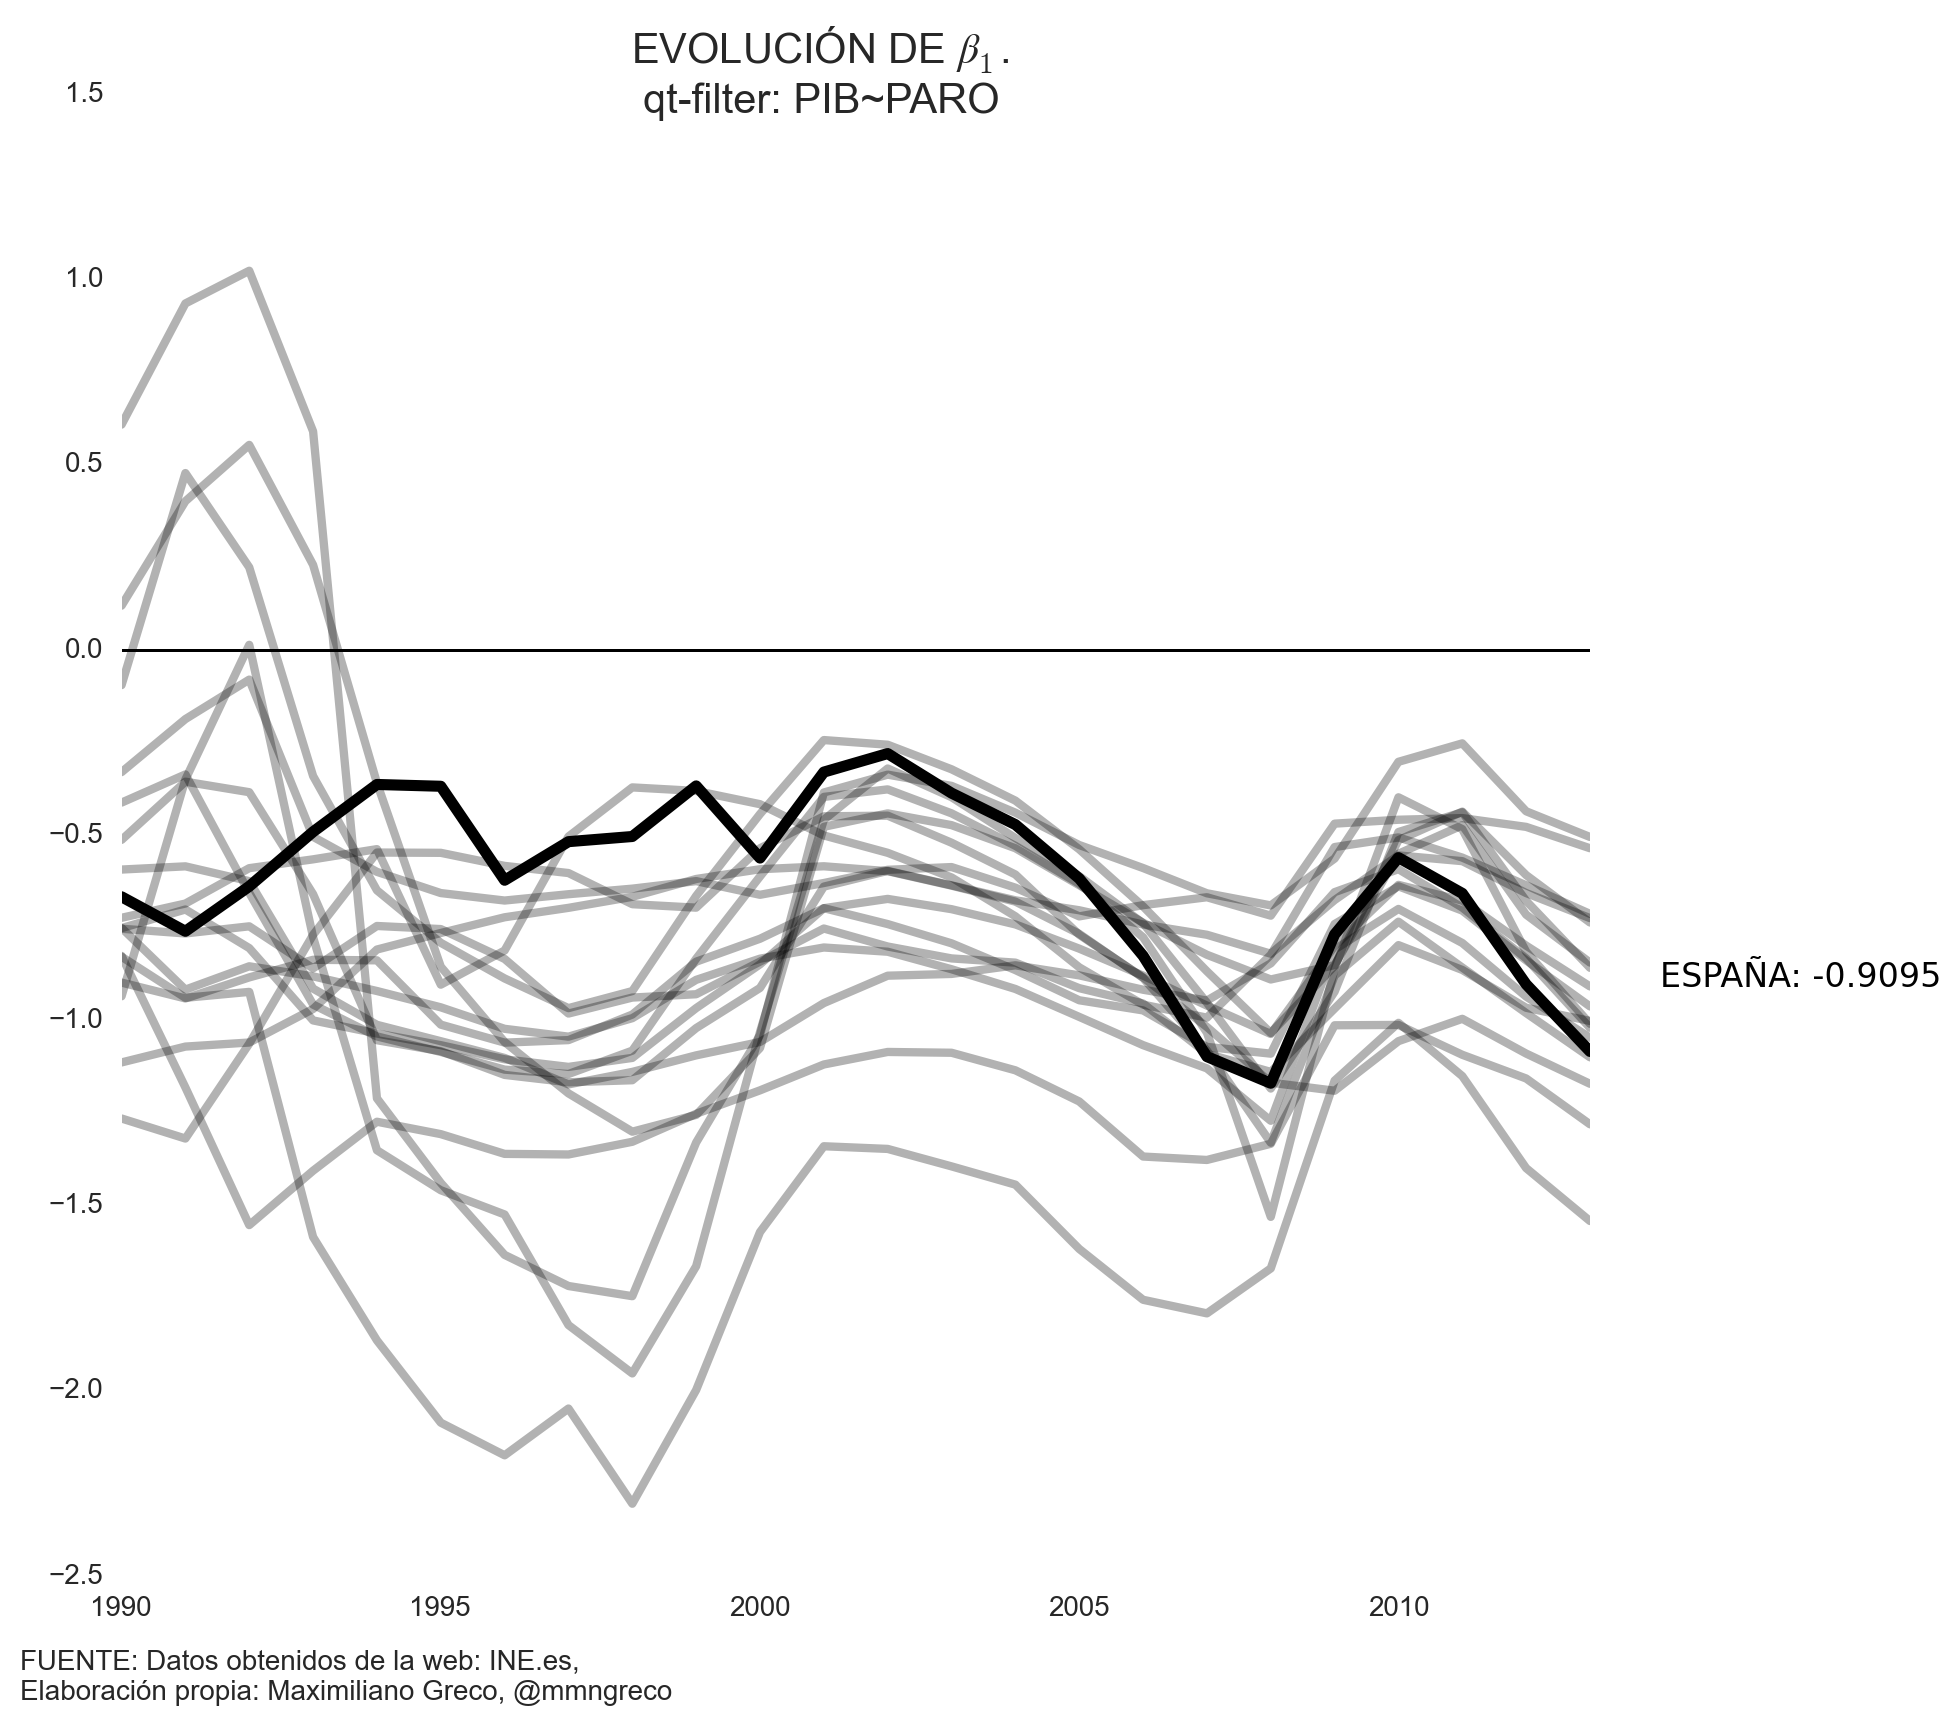 EVOLUCIÓN DE β₁.
qt-filter: PIB~PARO
1.5
1.0
0.5
0.0
−0.5
−1.0
−1.5
−2.0
−2.5
ESPAÑA: -0.9095
1990 1995 2000 2005 2010
FUENTE: Datos obtenidos de la web: INE.es,
Elaboración propia: Maximiliano Greco, @mmngreco